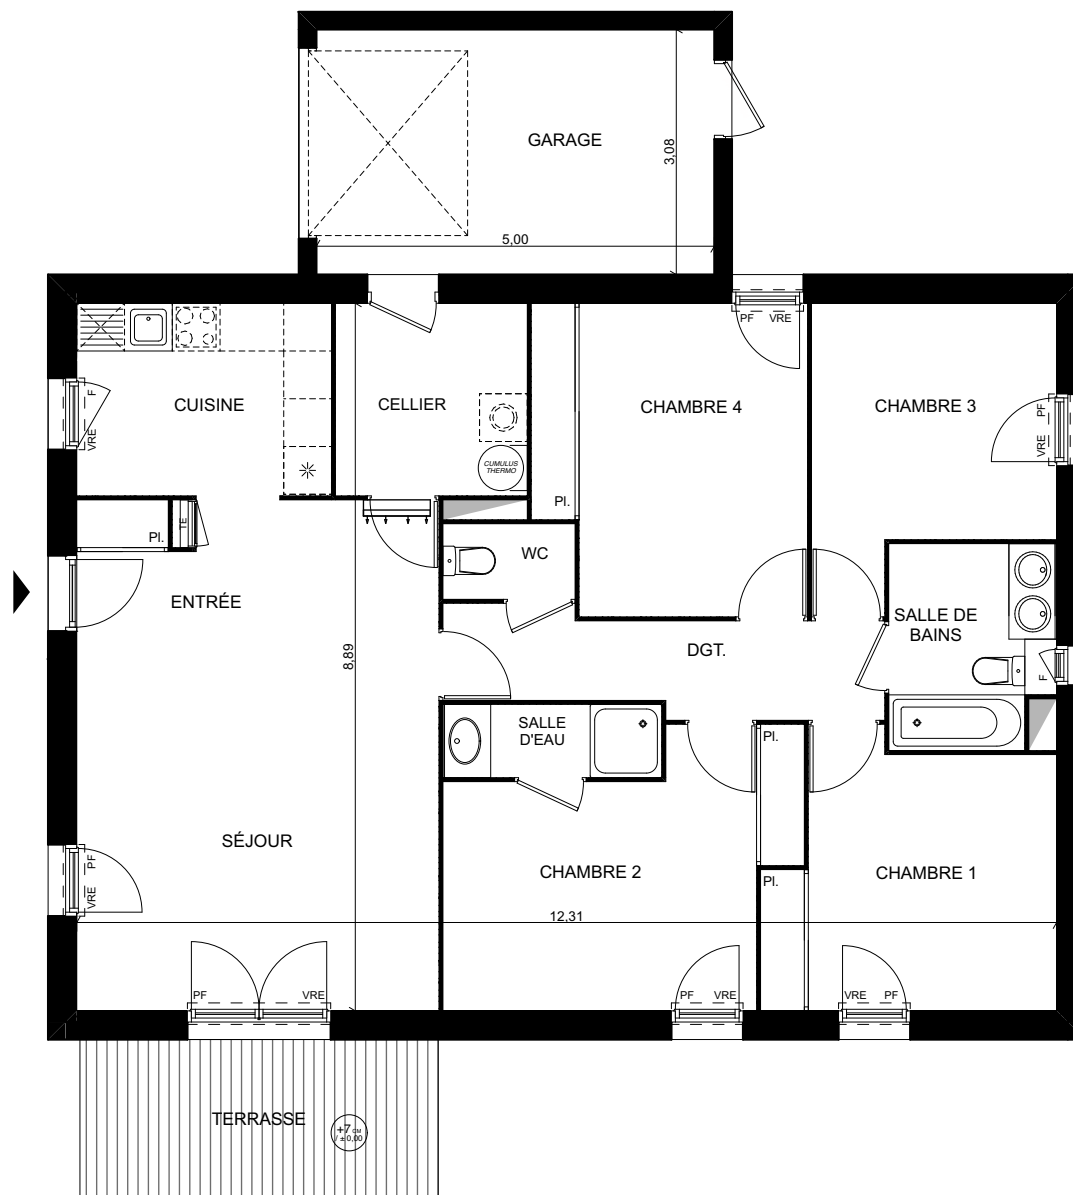 GARAGE
3,08
5,00
PF VRE
CUISINE
CELLIER
CHAMBRE 4
CHAMBRE 3
F
VRE
PF
VRE
CUMULUS
THERMO
Pl.
Pl.
TE
WC
ENTRÉE
SALLE DE
BAINS
8,89
DGT.
F
SALLE
D'EAU
Pl.
SÉJOUR
CHAMBRE 2
CHAMBRE 1
PF
VRE
Pl.
12,31
PF VRE
PF VRE
VRE PF
TERRASSE
+7 CM
/ ± 0,00